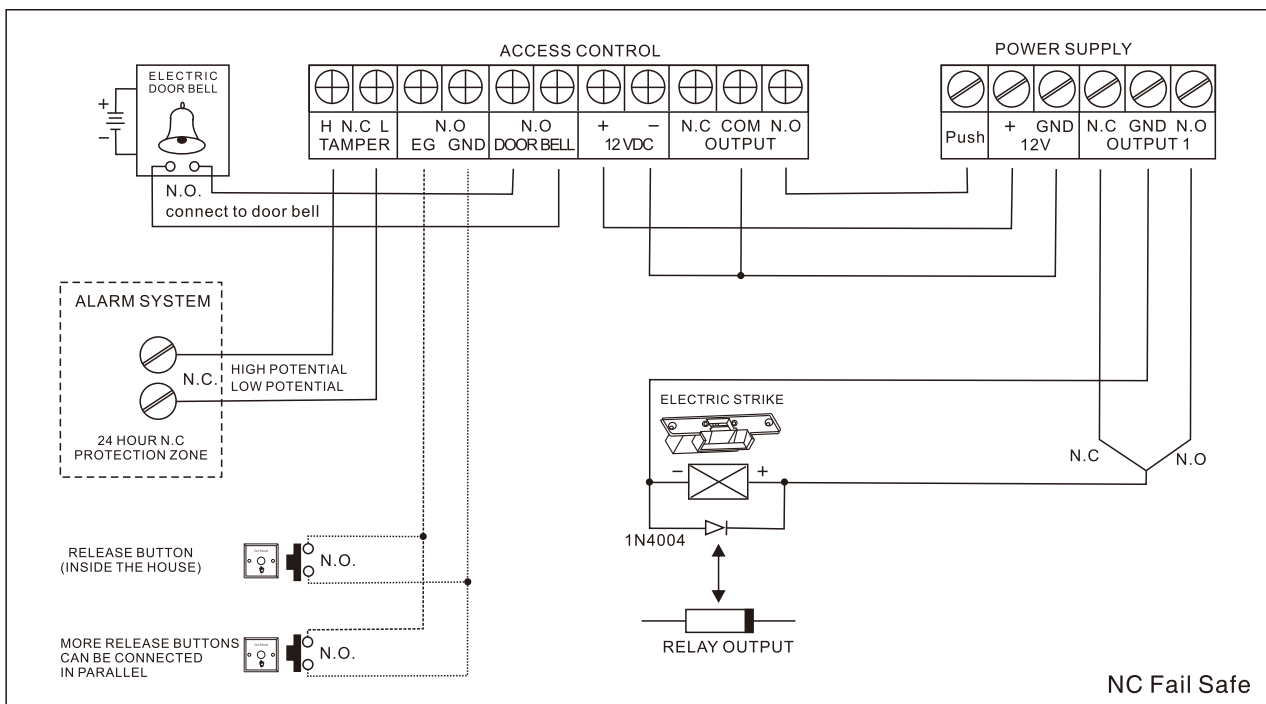 ACCESS CONTROL
POWER SUPPLY
ELECTRIC
DOOR BELL
+
−
N.O.
connect to door bell
H N.C L
TAMPER
N.O
EG GND
N.O
DOOR BELL
+ −
12 VDC
N.C COM N.O
OUTPUT
Push
+ GND
12V
N.C GND N.O
OUTPUT 1
ALARM SYSTEM
N.C.
HIGH POTENTIAL
LOW POTENTIAL
24 HOUR N.C
PROTECTION ZONE
ELECTRIC STRIKE
− +
1N4004
N.C
N.O
RELAY OUTPUT
RELEASE BUTTON
(INSIDE THE HOUSE)
N.O.
MORE RELEASE BUTTONS
CAN BE CONNECTED
IN PARALLEL
N.O.
NC Fail Safe